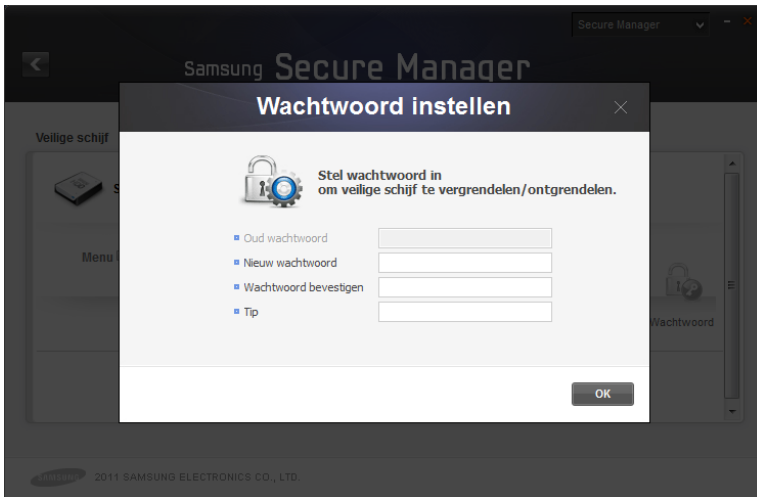 Secure Manager
Samsung Secure Manager
Wachtwoord instellen
Veilige schijf
Stel wachtwoord in
om veilige schijf te vergrendelen/ontgrendelen.
S
Oud wachtwoord
Menu
Nieuw wachtwoord
Wachtwoord bevestigen
Tip
Wachtwoord
OK
SAMSUNG 2011 SAMSUNG ELECTRONICS CO., LTD.